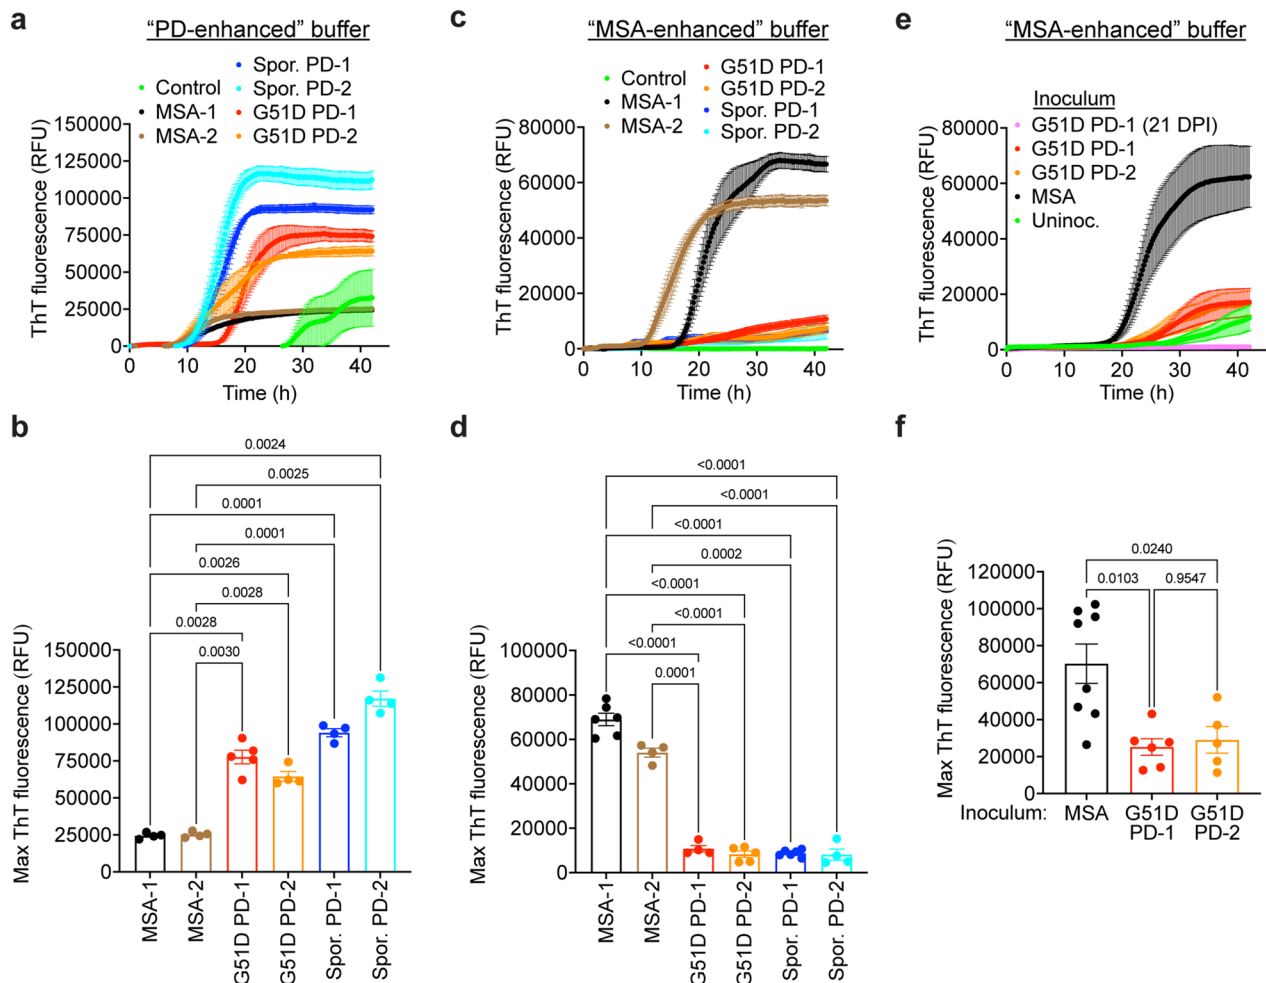 a
"PD-enhanced" buffer
Control
MSA-1
MSA-2
Spor. PD-1
Spor. PD-2
G51D PD-1
G51D PD-2
ThT fluorescence (RFU)
150000
125000
100000
75000
50000
25000
0
0 10 20 30 40
Time (h)
b
0.0024
0.0025
0.0001
0.0001
0.0026
0.0028
0.0028
0.0030
Max ThT fluorescence (RFU)
150000
125000
100000
75000
50000
25000
0
MSA-1
MSA-2
G51D PD-1
G51D PD-2
Spor. PD-1
Spor. PD-2
c
"MSA-enhanced" buffer
Control
MSA-1
MSA-2
G51D PD-1
G51D PD-2
Spor. PD-1
Spor. PD-2
ThT fluorescence (RFU)
80000
60000
40000
20000
0
0 10 20 30 40
Time (h)
d
<0.0001
<0.0001
<0.0001
0.0002
<0.0001
<0.0001
<0.0001
0.0001
Max ThT fluorescence (RFU)
100000
80000
60000
40000
20000
0
MSA-1
MSA-2
G51D PD-1
G51D PD-2
Spor. PD-1
Spor. PD-2
e
"MSA-enhanced" buffer
Inoculum
G51D PD-1 (21 DPI)
G51D PD-1
G51D PD-2
MSA
Uninoc.
ThT fluorescence (RFU)
80000
60000
40000
20000
0
0 10 20 30 40
Time (h)
f
0.0240
0.0103
0.9547
Max ThT fluorescence (RFU)
120000
100000
80000
60000
40000
20000
0
Inoculum: MSA G51D G51D
PD-1 PD-2